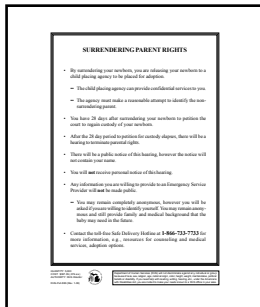 SURRENDERING PARENT RIGHTS
• By surrendering your newborn, you are releasing your newborn to a
child placing agency to be placed for adoption.
– The child placing agency can provide confidential services to you.
– The agency must make a reasonable attempt to identify the non-
surrendering parent.
• You have 28 days after surrendering your newborn to petition the
court to regain custody of your newborn.
• After the 28 day period to petition for custody elapses, there will be a
hearing to terminate parental rights.
• There will be a public notice of this hearing, however the notice will
not contain your name.
• You will not receive personal notice of this hearing.
• Any information you are willing to provide to an Emergency Service
Provider will not be made public.
– You may remain completely anonymous, however you will be
asked if you are willing to identify yourself. You may remain anony-
mous and still provide family and medical background that the
baby may need in the future.
• Contact the toll-free Safe Delivery Hotline at 1-866-733-7733 for
more information, e.g., resources for counseling and medical
services, adoption options.